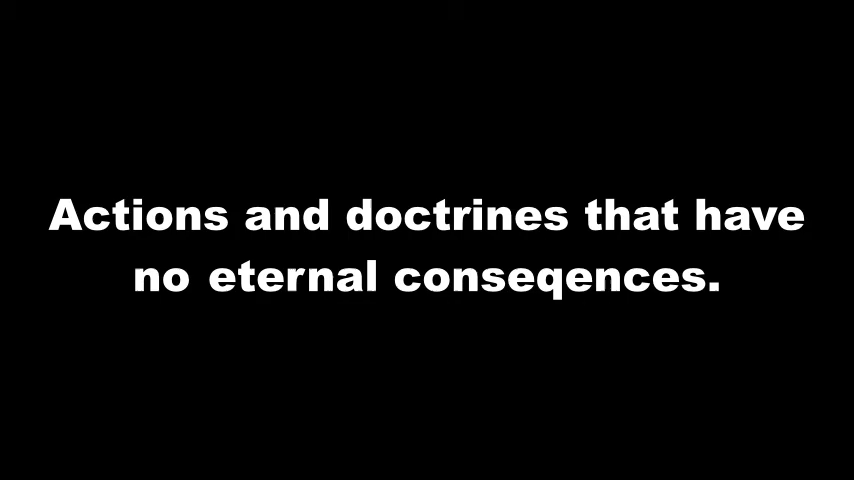 Actions and doctrines that have
no eternal conseqences.